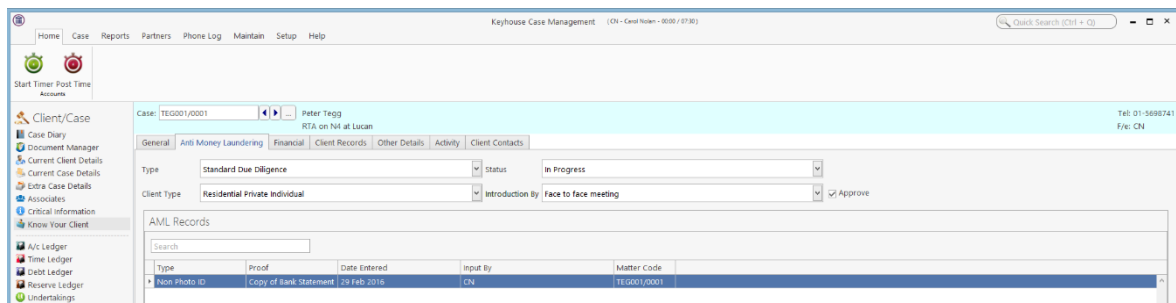 Keyhouse Case Management (CN - Carol Nolan - 00:00 / 07:30)
Quick Search (Ctrl + Q)
Home Case Reports Partners Phone Log Maintain Setup Help
Start Timer Post Time
Accounts
Client/Case
Case Diary
Document Manager
Current Client Details
Current Case Details
Extra Case Details
Associates
Critical Information
Know Your Client
A/c Ledger
Time Ledger
Debt Ledger
Reserve Ledger
Undertakings
Case: TEG001/0001 ... Peter Tegg Tel: 01-5698741
RTA on N4 at Lucan F/e: CN
General Anti Money Laundering Financial Client Records Other Details Activity Client Contacts
Type Standard Due Diligence Status In Progress
Client Type Residential Private Individual Introduction By Face to face meeting Approve
AML Records
Search
Type Proof Date Entered Input By Matter Code
Non Photo ID Copy of Bank Statement 29 Feb 2016 CN TEG001/0001